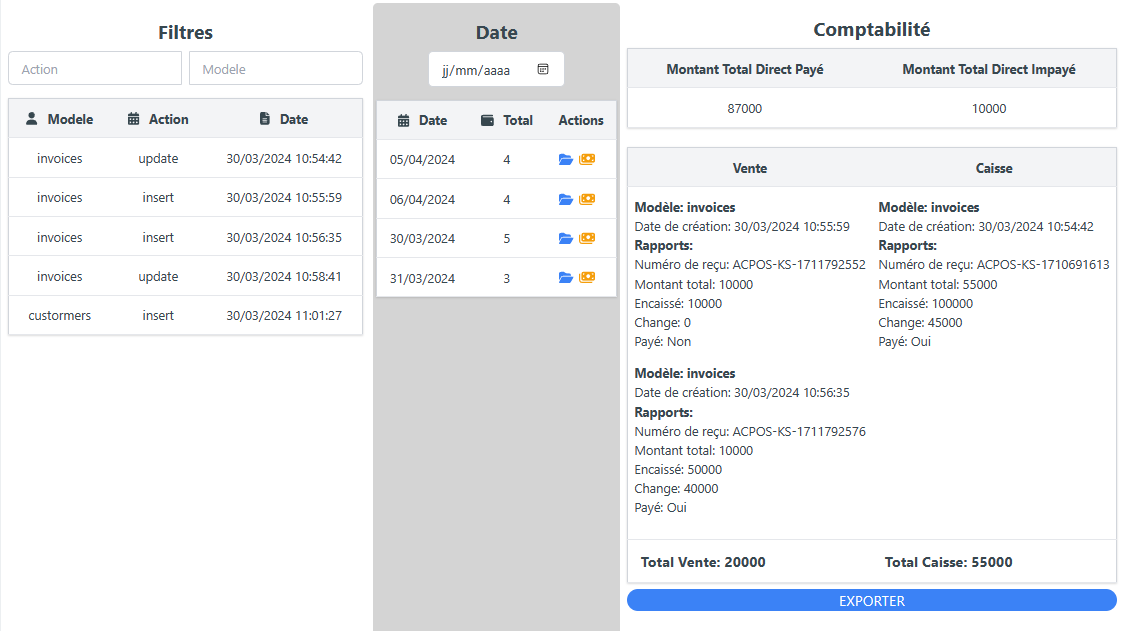 Filtres
Action
Modele
Modele Action Date
invoices update 30/03/2024 10:54:42
invoices insert 30/03/2024 10:55:59
invoices insert 30/03/2024 10:56:35
invoices update 30/03/2024 10:58:41
custormers insert 30/03/2024 11:01:27
Date
jj/mm/aaaa
Date Total Actions
05/04/2024 4
06/04/2024 4
30/03/2024 5
31/03/2024 3
Comptabilité
Montant Total Direct Payé Montant Total Direct Impayé
87000 10000
Vente Caisse
Modèle: invoices
Date de création: 30/03/2024 10:55:59
Rapports:
Numéro de reçu: ACPOS-KS-1711792552
Montant total: 10000
Encaissé: 10000
Change: 0
Payé: Non
Modèle: invoices
Date de création: 30/03/2024 10:56:35
Rapports:
Numéro de reçu: ACPOS-KS-1711792576
Montant total: 10000
Encaissé: 50000
Change: 40000
Payé: Oui
Modèle: invoices
Date de création: 30/03/2024 10:54:42
Rapports:
Numéro de reçu: ACPOS-KS-1710691613
Montant total: 55000
Encaissé: 100000
Change: 45000
Payé: Oui
Total Vente: 20000 Total Caisse: 55000
EXPORTER